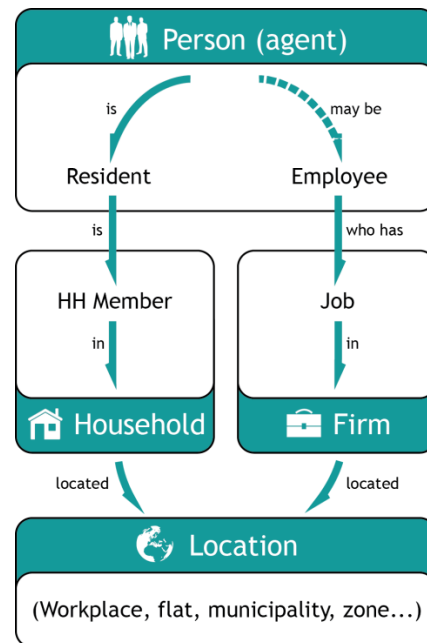 Person (agent)
is
may be
Resident
Employee
is
who has
HH Member
Job
in
in
Household
Firm
located
located
Location
(Workplace, flat, municipality, zone...)